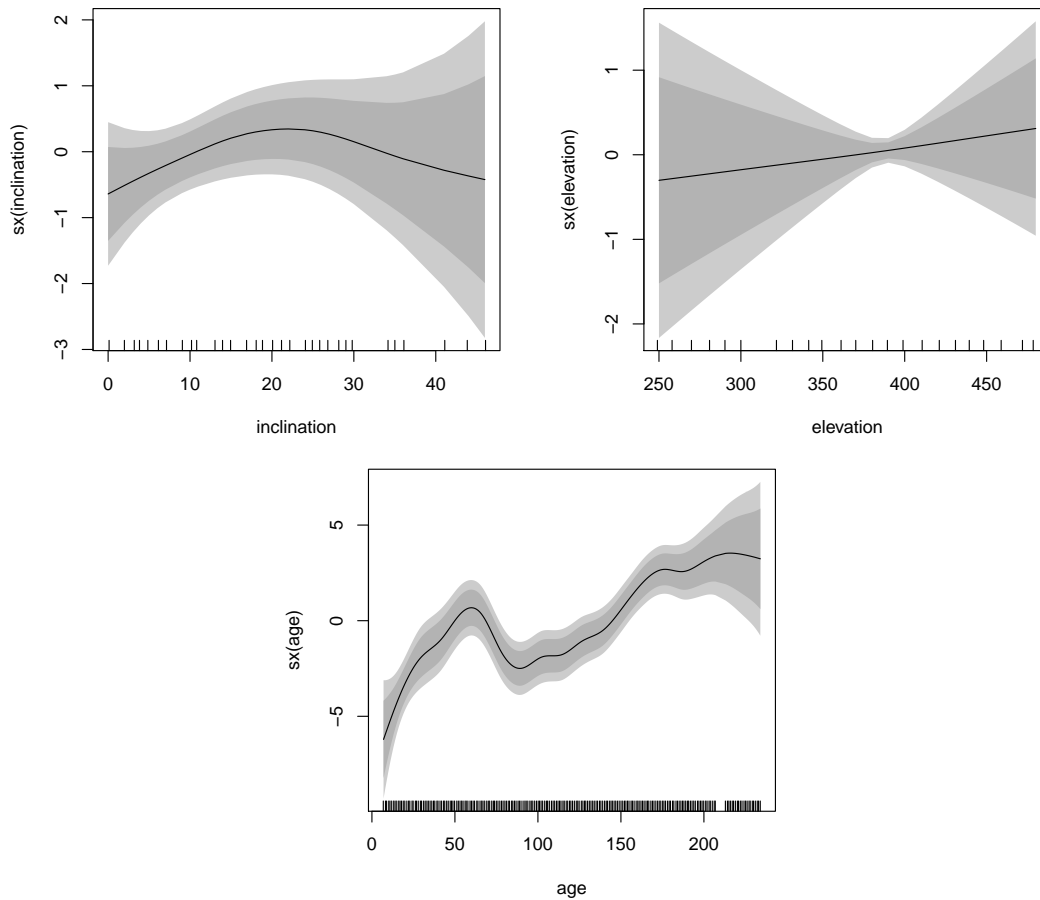 2
1
0
−1
−2
−3
sx(inclination)
0 10 20 30 40
inclination
1
0
−1
−2
sx(elevation)
250 300 350 400 450
elevation
5
0
−5
sx(age)
0 50 100 150 200
age